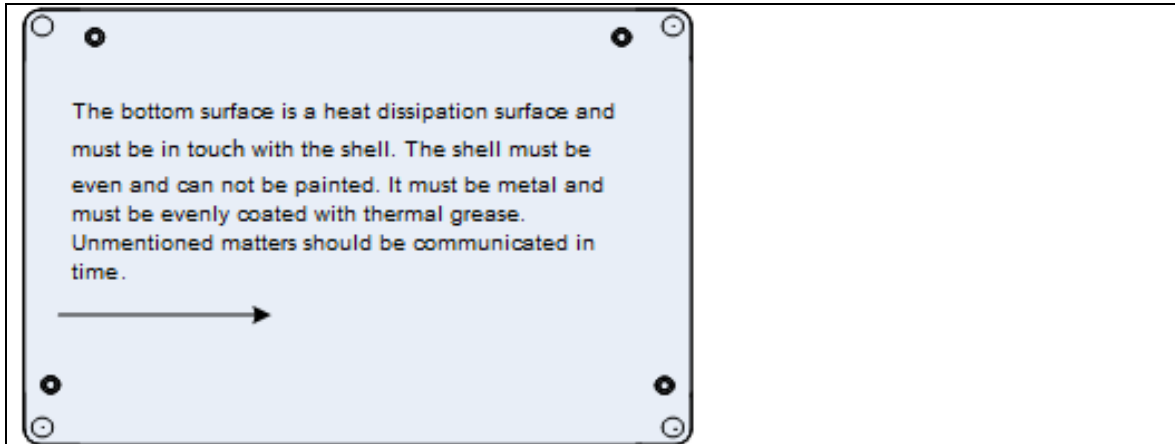 The bottom surface is a heat dissipation surface and
must be in touch with the shell. The shell must be
even and can not be painted. It must be metal and
must be evenly coated with thermal grease.
Unmentioned matters should be communicated in
time.